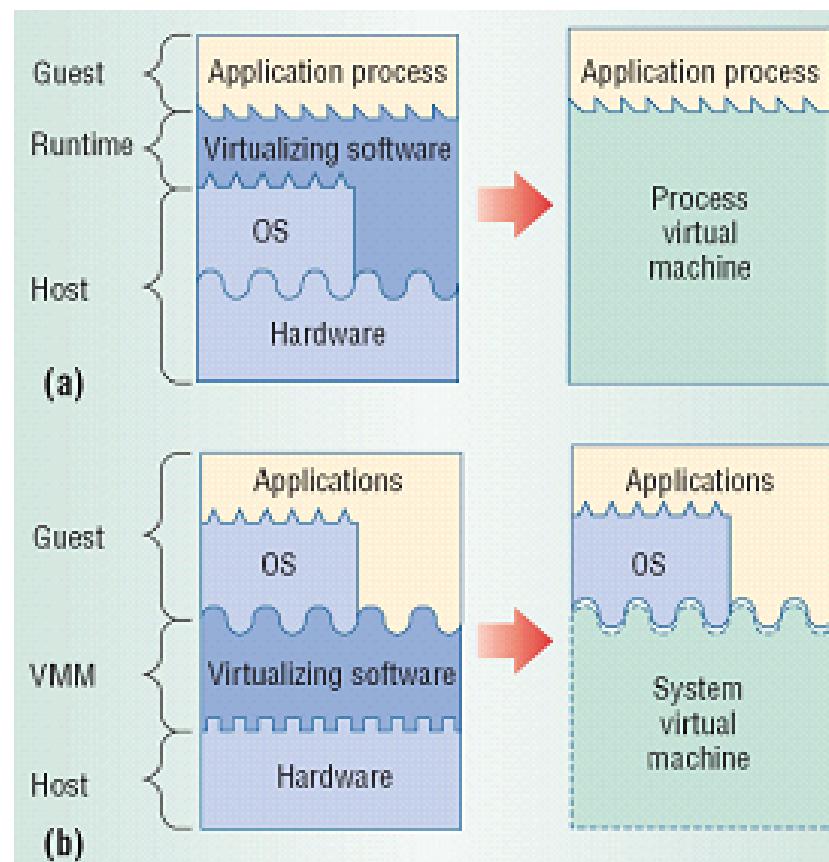 Guest
Application process
Application process
Runtime
Virtualizing software
OS
Process
virtual
machine
Host
Hardware
(a)
Applications
Applications
Guest
OS
OS
VMM
Virtualizing software
System
virtual
machine
Host
Hardware
(b)